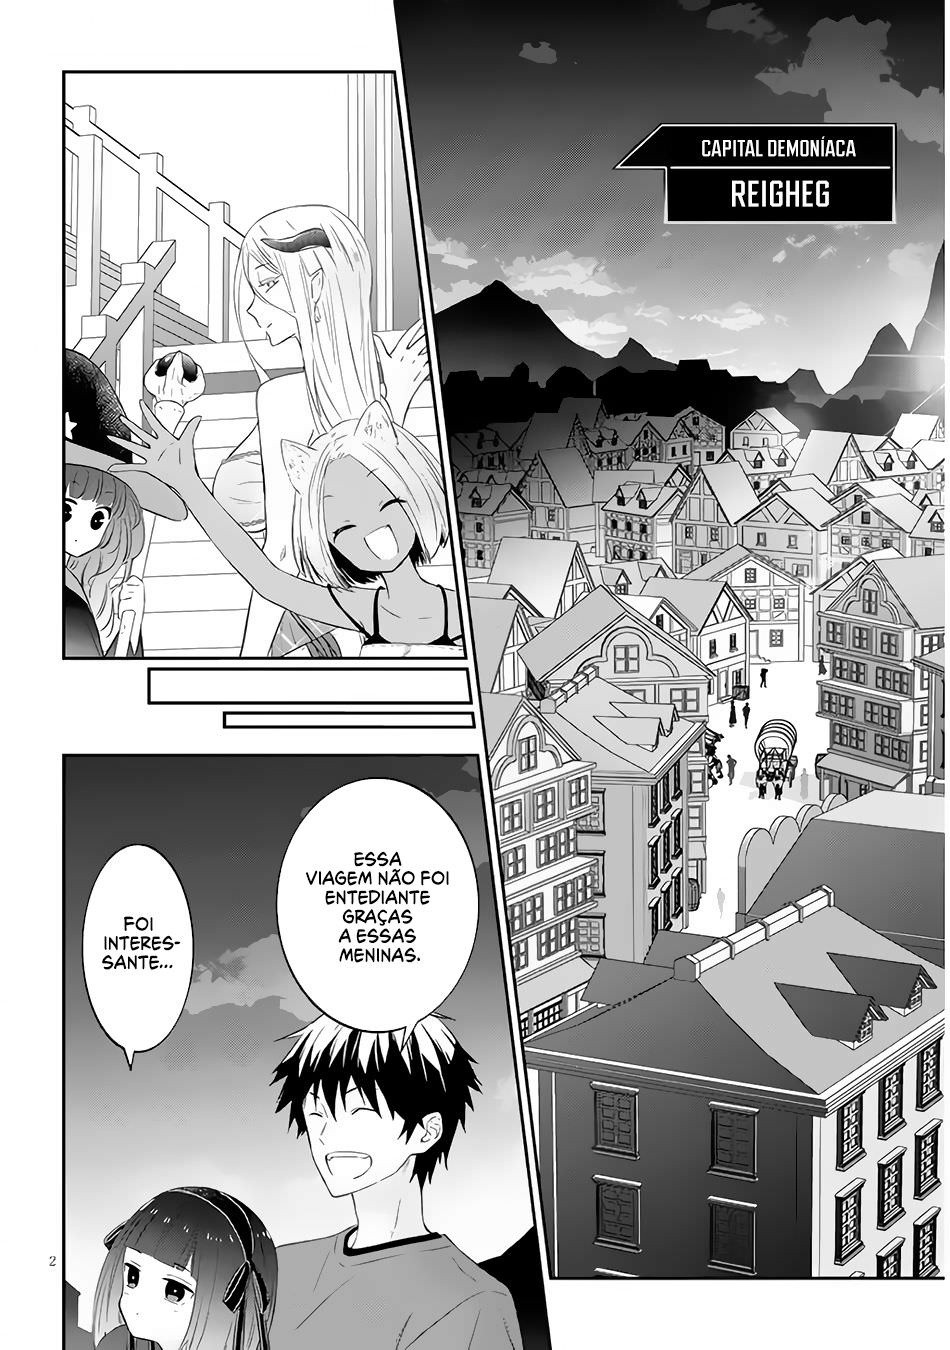 CAPITAL DEMONÍACA
REIGHEG
ESSA
VIAGEM NÃO FOI
ENTEDIANTE
GRAÇAS
A ESSAS
MENINAS.
FOI
INTERES-
SANTE...
2